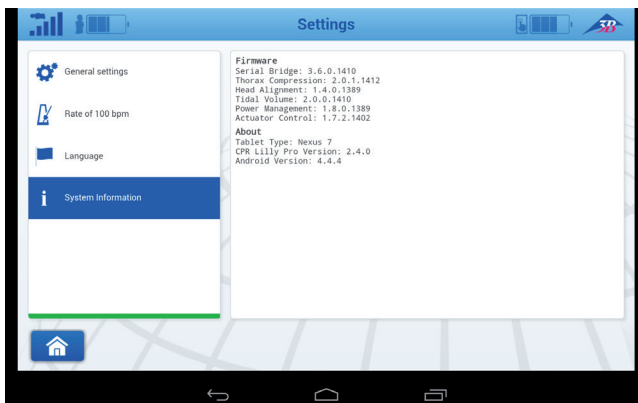 Settings
3B
General settings
Rate of 100 bpm
Language
System Information
Firmware
Serial Bridge: 3.6.0.1410
Thorax Compression: 2.0.1.1412
Head Alignment: 1.4.0.1389
Tidal Volume: 2.0.0.1410
Power Management: 1.8.0.1389
Actuator Control: 1.7.2.1402
About
Tablet Type: Nexus 7
CPR Lilly Pro Version: 2.4.0
Android Version: 4.4.4